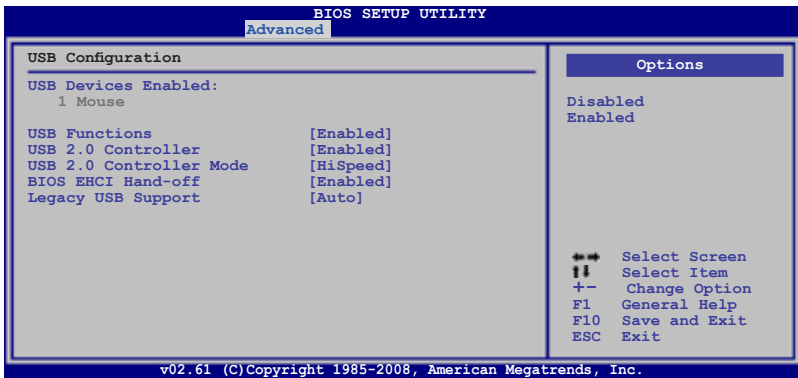 BIOS SETUP UTILITY
Advanced
USB Configuration
USB Devices Enabled:
1 Mouse
USB Functions [Enabled]
USB 2.0 Controller [Enabled]
USB 2.0 Controller Mode [HiSpeed]
BIOS EHCI Hand-off [Enabled]
Legacy USB Support [Auto]
Options
Disabled
Enabled
←→ Select Screen
↑↓ Select Item
+- Change Option
F1 General Help
F10 Save and Exit
ESC Exit
v02.61 (C)Copyright 1985-2008, American Megatrends, Inc.